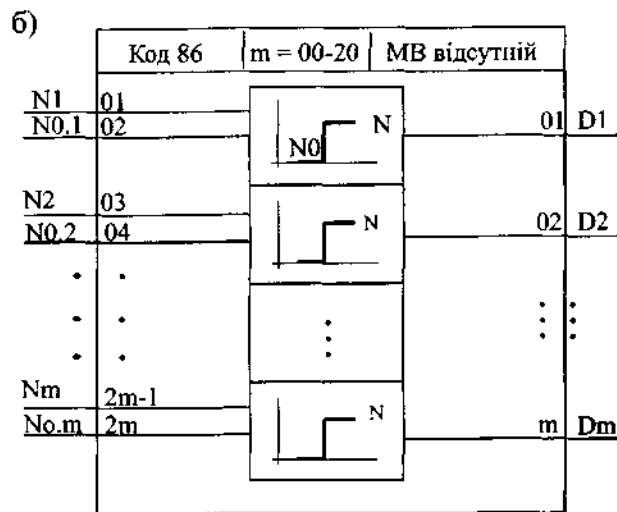 б)
Код 86 m = 00-20 МВ відсутній
N1 01 N 01 D1
N0.1 02 N0
N2 03 N 02 D2
N0.2 04
Nm 2m-1 N
No.m 2m m Dm